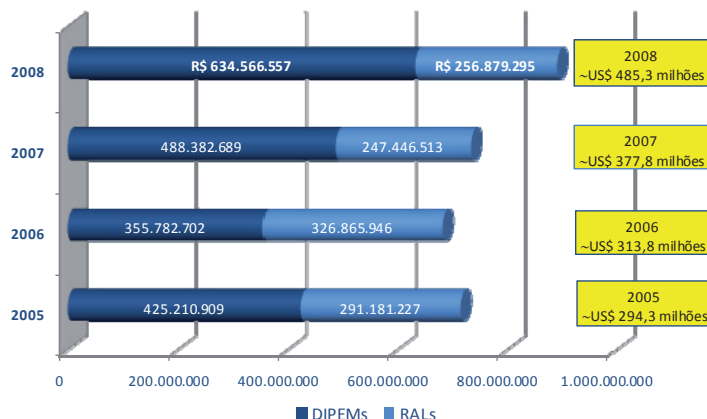 2008
R$ 634.566.557
R$ 256.879.295
2008
~US$ 485,3 milhões
2007
488.382.689
247.446.513
2007
~US$ 377,8 milhões
2006
355.782.702
326.865.946
2006
~US$ 313,8 milhões
2005
425.210.909
291.181.227
2005
~US$ 294,3 milhões
0
200.000.000
400.000.000
600.000.000
800.000.000
1.000.000.000
DIPEMs
RALs